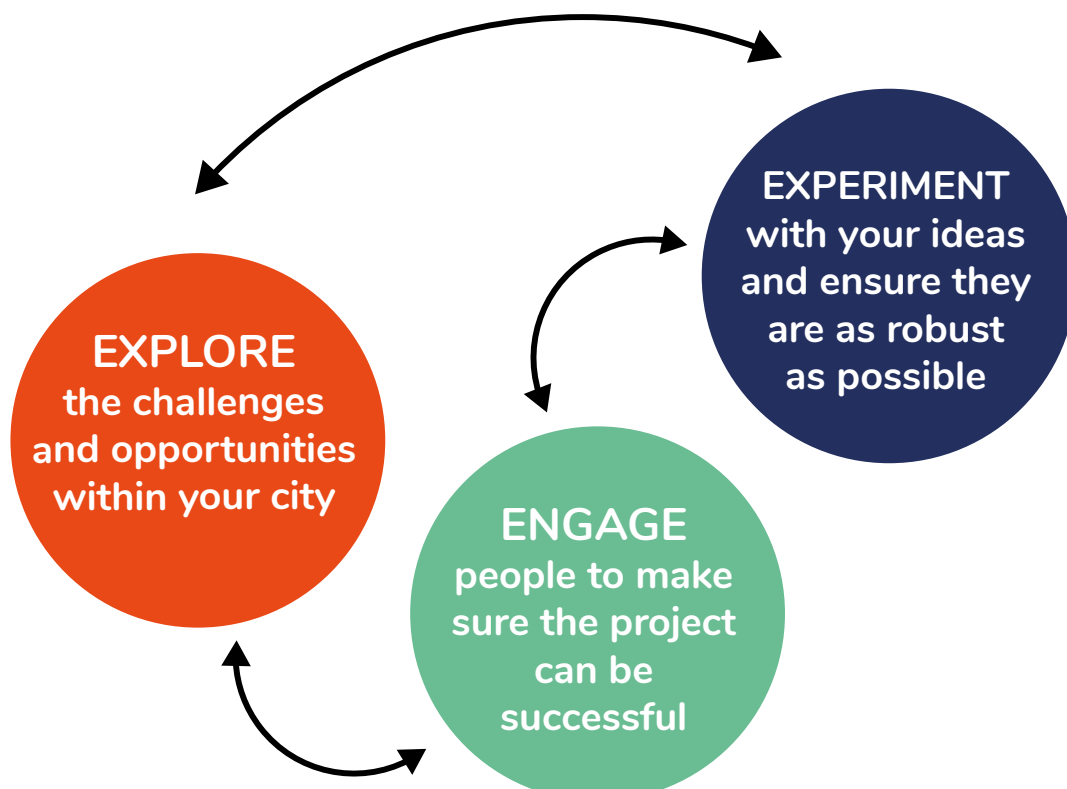 EXPLORE
the challenges
and opportunities
within your city
ENGAGE
people to make
sure the project
can be
successful
EXPERIMENT
with your ideas
and ensure they
are as robust
as possible